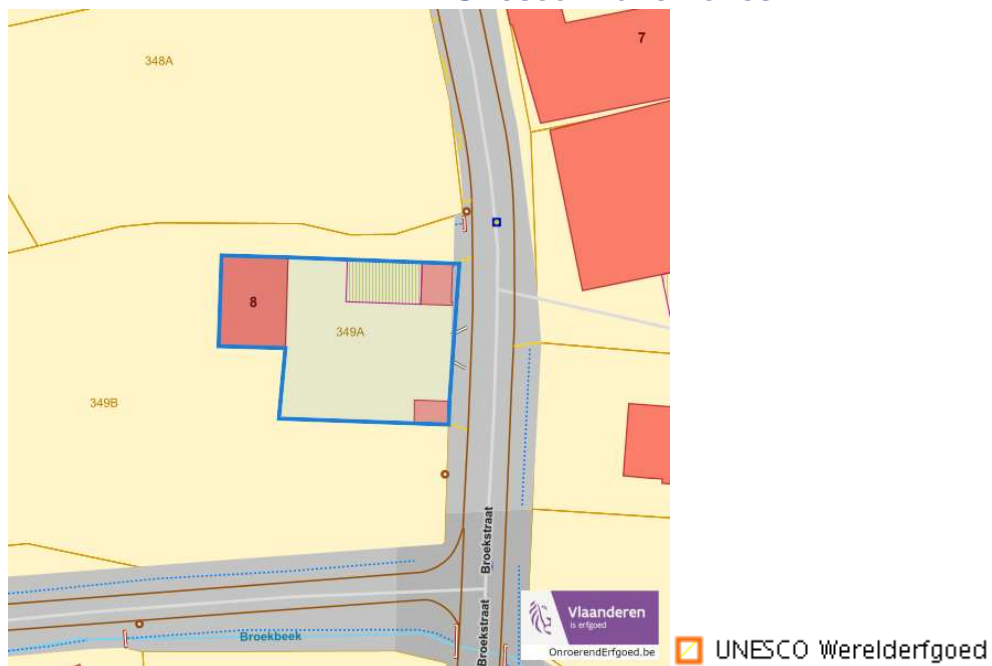 348A
7
8
349A
349B
Broekstraat
Broekstraat
Broekbeek
Vlaanderen
is erfgoed
OnroerendErfgoed.be
UNESCO Werelderfgoed